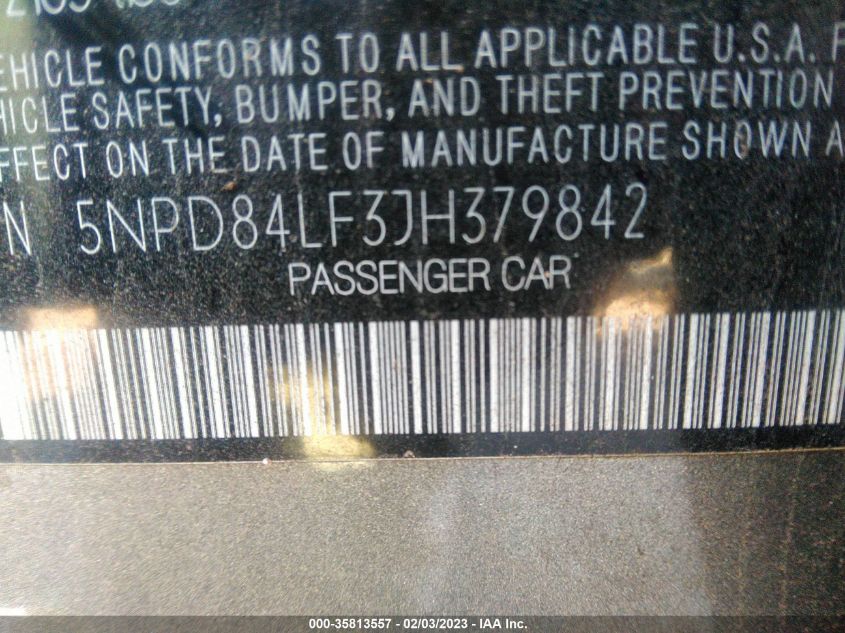 EHICLE CONFORMS TO ALL APPLICABLE U.S.A. F
HICLE SAFETY, BUMPER, AND THEFT PREVENTION
FFECT ON THE DATE OF MANUFACTURE SHOWN A
N 5NPD84LF3JH379842
PASSENGER CAR
000-35813557 - 02/03/2023 - IAA Inc.